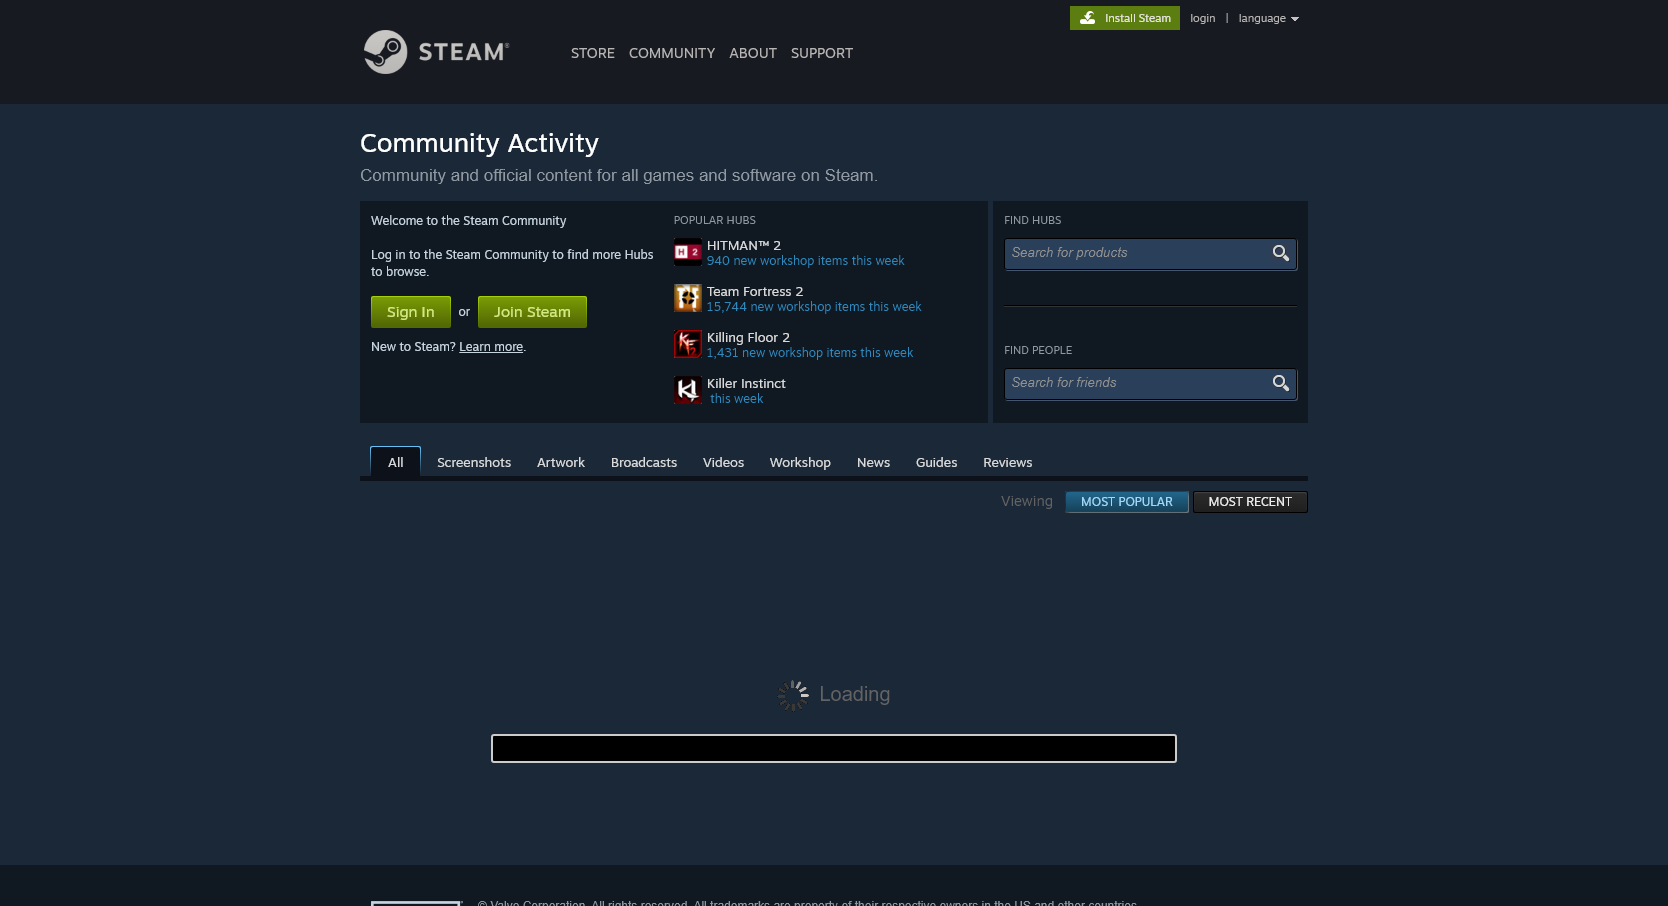 Install Steam
login | language
STEAM®
STORE COMMUNITY ABOUT SUPPORT
Community Activity
Community and official content for all games and software on Steam.
Welcome to the Steam Community
Log in to the Steam Community to find more Hubs
to browse.
Sign In or Join Steam
New to Steam? Learn more.
POPULAR HUBS
HITMAN™ 2
940 new workshop items this week
Team Fortress 2
15,744 new workshop items this week
Killing Floor 2
1,431 new workshop items this week
Killer Instinct
this week
FIND HUBS
Search for products
FIND PEOPLE
Search for friends
All Screenshots Artwork Broadcasts Videos Workshop News Guides Reviews
Viewing MOST POPULAR MOST RECENT
Loading
© Valve Corporation. All rights reserved. All trademarks are property of their respective owners in the US and other countries.